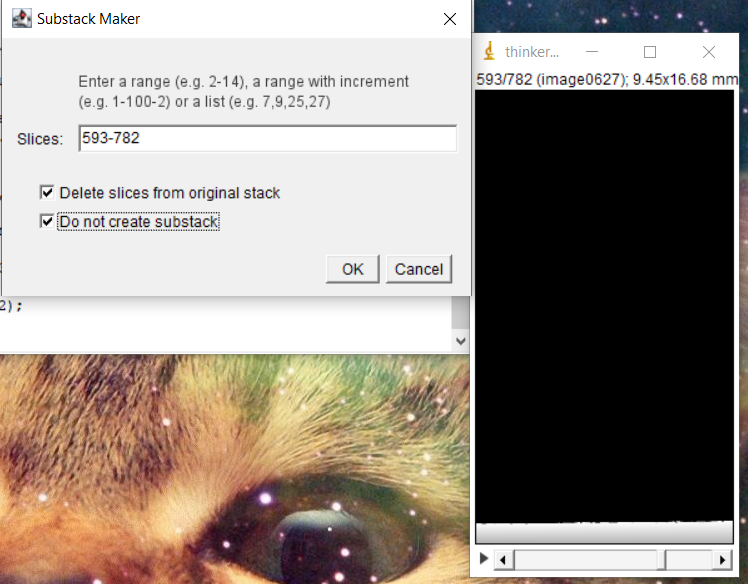 Substack Maker
Enter a range (e.g. 2-14), a range with increment
(e.g. 1-100-2) or a list (e.g. 7,9,25,27)
Slices: 593-782
Delete slices from original stack
Do not create substack
OK Cancel
2);
thinker...
593/782 (image0627); 9.45x16.68 mm